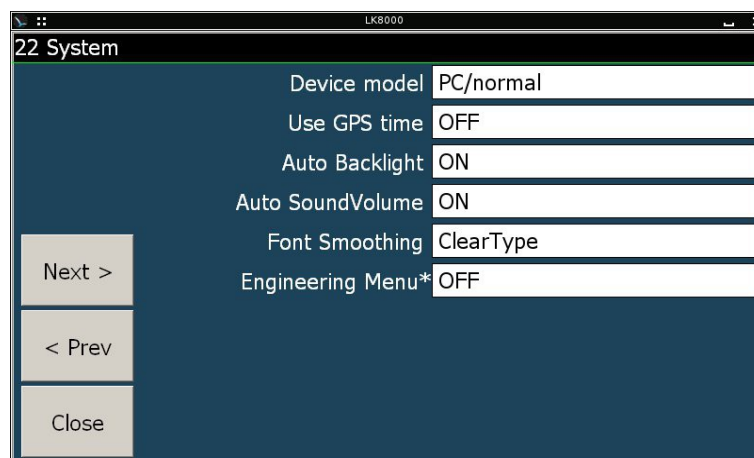 LK8000
22 System
Device model PC/normal
Use GPS time OFF
Auto Backlight ON
Auto SoundVolume ON
Font Smoothing ClearType
Engineering Menu* OFF
Next >
< Prev
Close